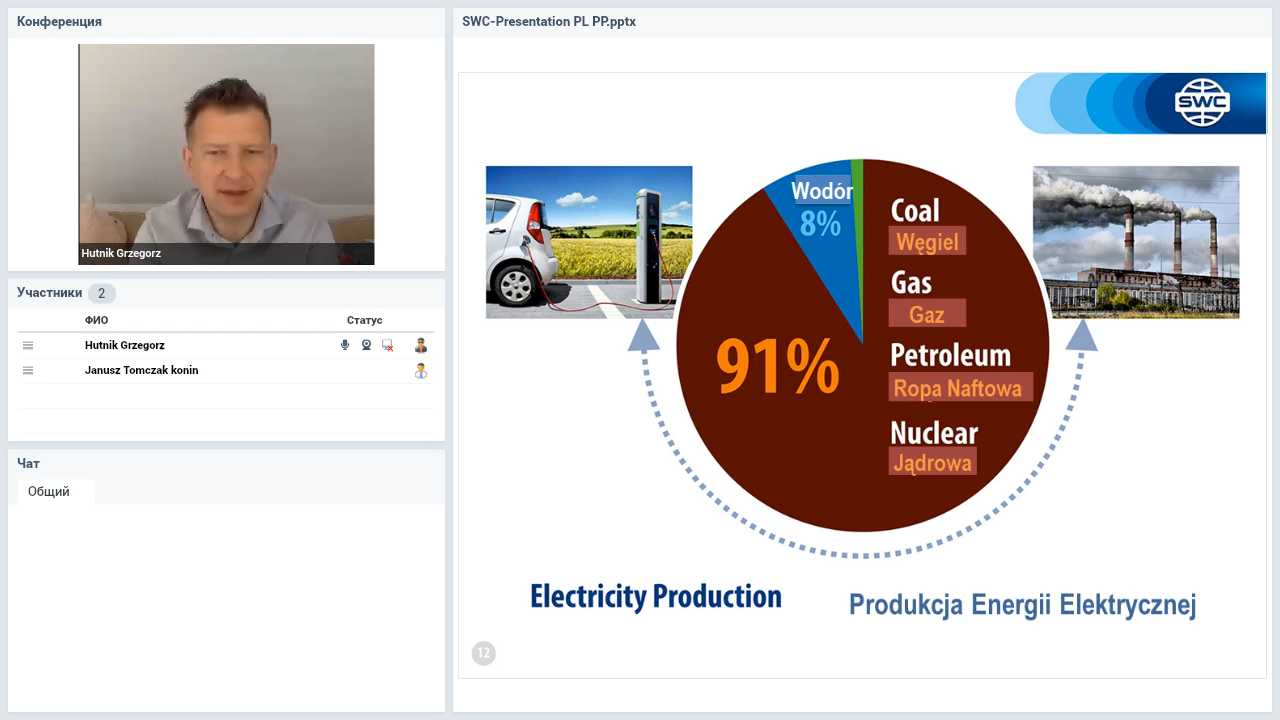 Конференция
Hutnik Grzegorz
Участники 2
ФИО Статус
Hutnik Grzegorz
Janusz Tomczak konin
Чат
Общий
SWC-Presentation PL PP.pptx
SWC
Wodór
8%
91%
Coal
Węgiel
Gas
Gaz
Petroleum
Ropa Naftowa
Nuclear
Jądrowa
Electricity Production
Produkcja Energii Elektrycznej
12